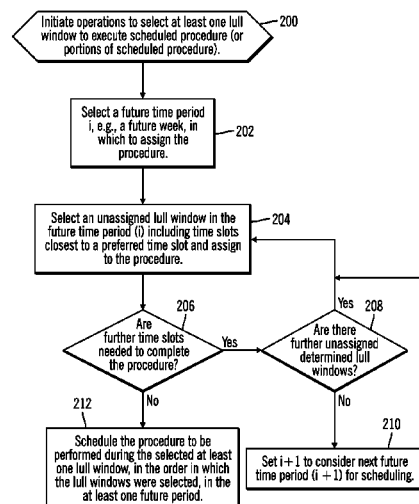 Initiate operations to select at least one lull
window to execute scheduled procedure (or
portions of scheduled procedure).
200
Select a future time period
i, e.g., a future week, in
which to assign the
procedure.
202
Select an unassigned lull window in the
future time period (i) including time slots
closest to a preferred time slot and assign
to the procedure.
204
206
Are
further time slots
needed to complete
the procedure?
Yes
No
208
Yes
Are there
further unassigned
determined lull
windows?
No
212
Schedule the procedure to be
performed during the selected at least
one lull window, in the order in which
the lull windows were selected, in the
at least one future period.
210
Set i+1 to consider next future
time period (i+1) for scheduling.